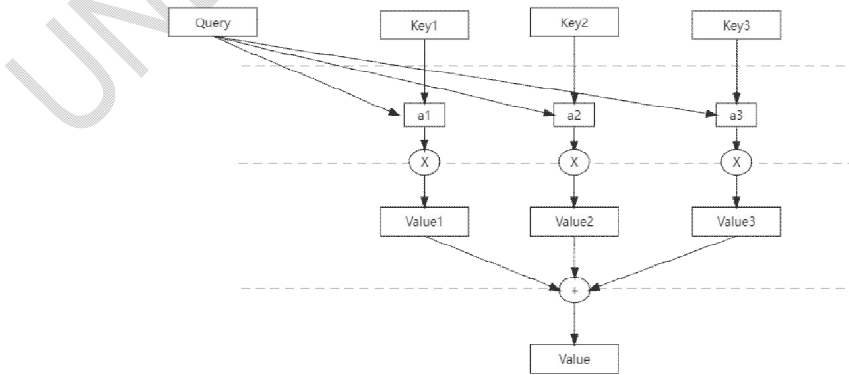 Query Key1 Key2 Key3
a1 a2 a3
X X X
Value1 Value2 Value3
+
Value